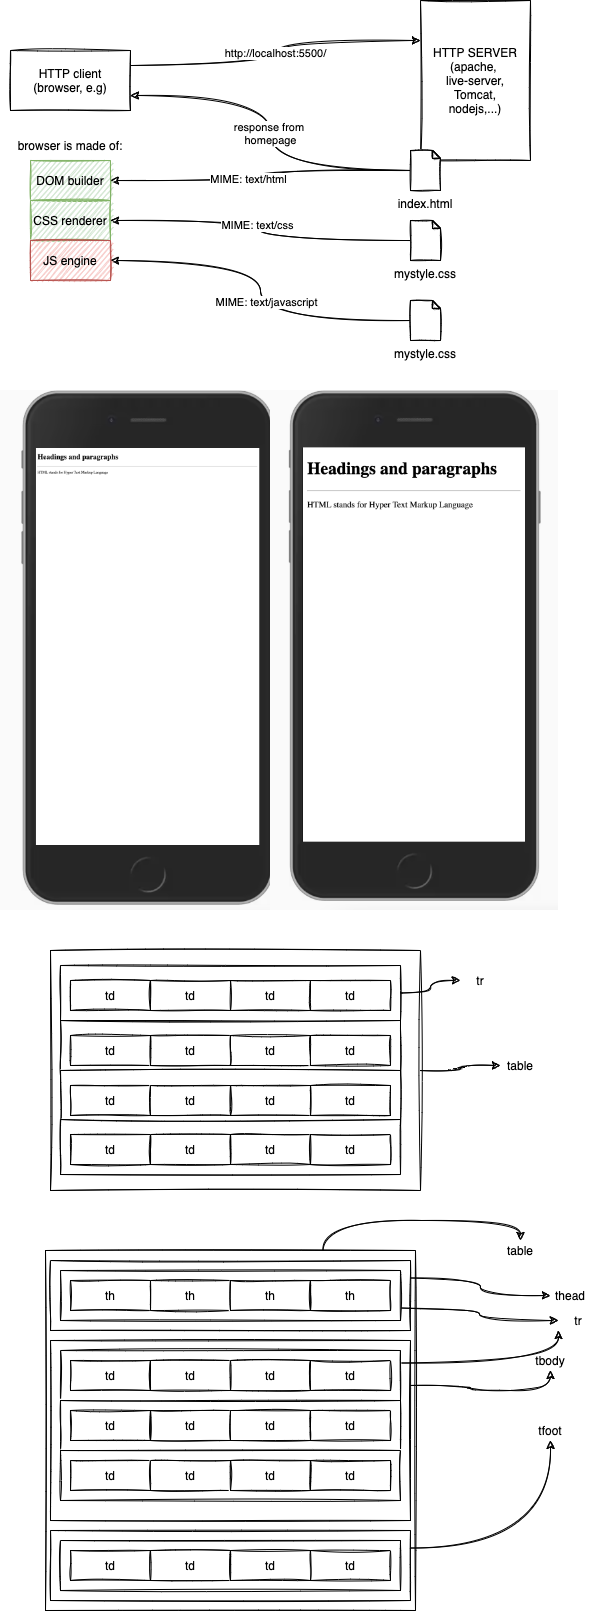 http://localhost:5500/
HTTP SERVER
(apache,
live-server,
Tomcat,
nodejs,...)
HTTP client
(browser, e.g)
response from
homepage
browser is made of:
DOM builder
MIME: text/html
index.html
CSS renderer
MIME: text/css
mystyle.css
JS engine
MIME: text/javascript
mystyle.css
Headings and paragraphs
HTML stands for Hyper Text Markup Language
Headings and paragraphs
HTML stands for Hyper Text Markup Language
td td td td
tr
td td td td
table
td td td td
td td td td
table
th th th th
thead
tr
tbody
td td td td
td td td td
tfoot
td td td td
td td td td